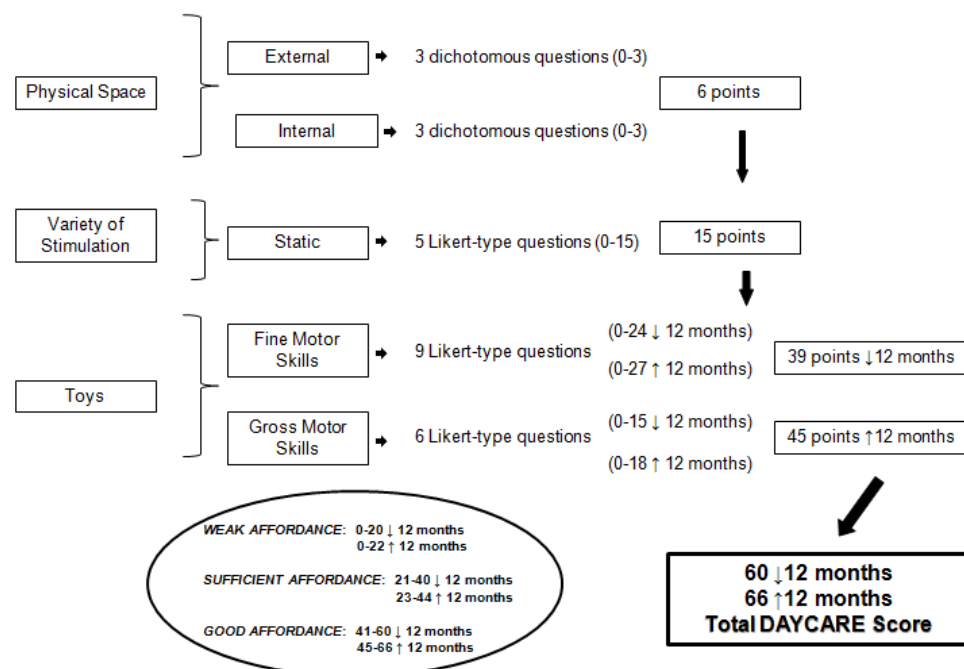 External
3 dichotomous questions (0-3)
Physical Space
6 points
Internal
3 dichotomous questions (0-3)
Variety of
Stimulation
Static
5 Likert-type questions (0-15)
15 points
Fine Motor
Skills
9 Likert-type questions
(0-24 ↓ 12 months)
(0-27 ↑ 12 months)
39 points ↓12 months
Toys
Gross Motor
Skills
6 Likert-type questions
(0-15 ↓ 12 months)
(0-18 ↑ 12 months)
45 points ↑12 months
WEAK AFFORDANCE: 0-20 ↓ 12 months
0-22 ↑ 12 months
SUFFICIENT AFFORDANCE: 21-40 ↓ 12 months
23-44 ↑ 12 months
GOOD AFFORDANCE: 41-60 ↓ 12 months
45-66 ↑ 12 months
60 ↓12 months
66 ↑12 months
Total DAYCARE Score